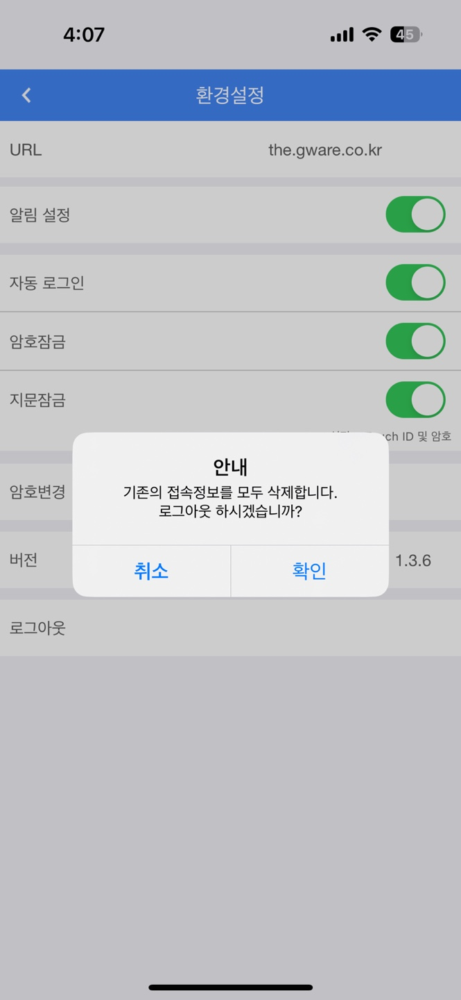 4:07
45
환경설정
URL the.gware.co.kr
알림 설정
자동 로그인
암호잠금
지문잠금
ID 및 암호
안내
기존의 접속정보를 모두 삭제합니다.
로그아웃 하시겠습니까?
취소 확인
암호변경
버전 1.3.6
로그아웃